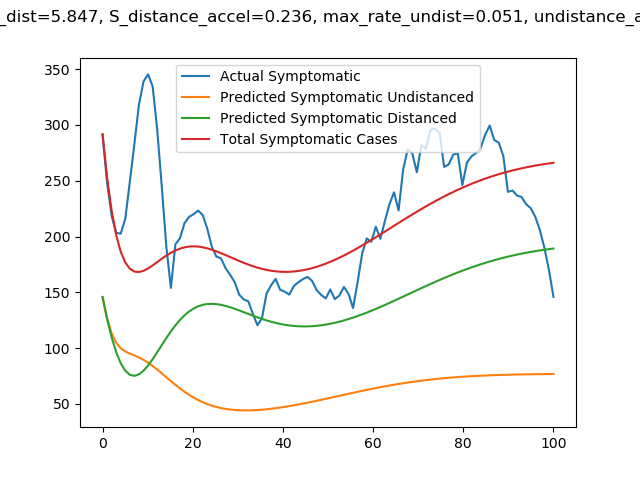 _dist=5.847, S_distance_accel=0.236, max_rate_undist=0.051, undistance_a
Actual Symptomatic
Predicted Symptomatic Undistanced
Predicted Symptomatic Distanced
Total Symptomatic Cases
350
300
250
200
150
100
50
0 20 40 60 80 100